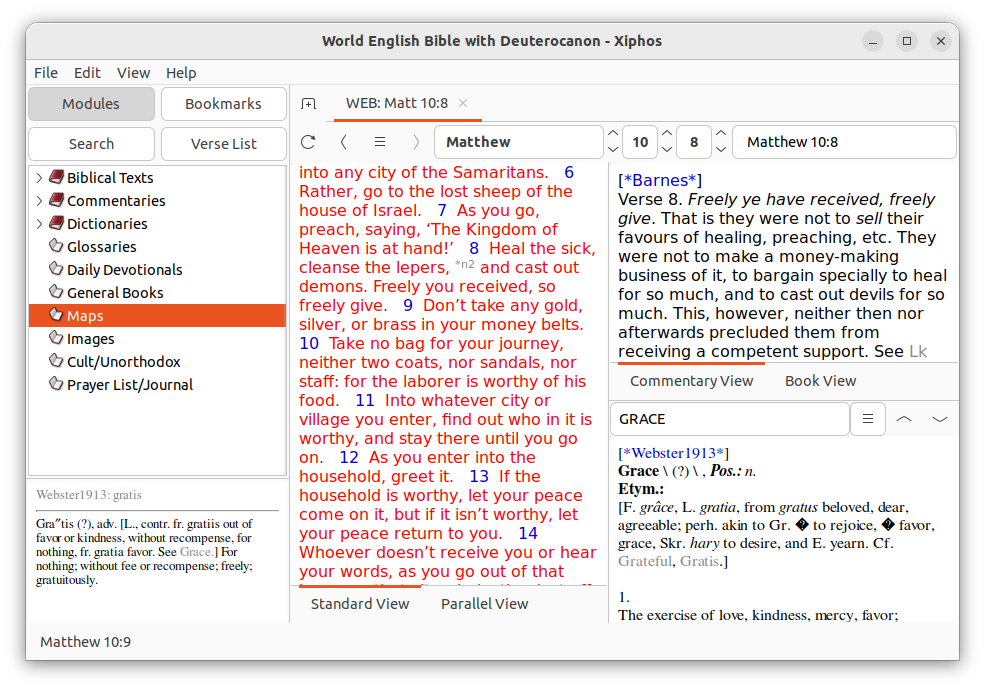 World English Bible with Deuterocanon - Xiphos
File Edit View Help
Modules Bookmarks
Search Verse List
Biblical Texts
Commentaries
Dictionaries
Glossaries
Daily Devotionals
General Books
Maps
Images
Cult/Unorthodox
Prayer List/Journal
Webster1913: gratis
Gra″tis (?), adv. [L., contr. fr. gratiis out of
favor or kindness, without recompense, for
nothing, fr. gratia favor. See Grace.] For
nothing; without fee or recompense; freely;
gratuitously.
WEB: Matt 10:8
Matthew 10 8 Matthew 10:8
into any city of the Samaritans. 6
Rather, go to the lost sheep of the
house of Israel. 7 As you go,
preach, saying, ‘The Kingdom of
Heaven is at hand!’ 8 Heal the sick,
cleanse the lepers, *n2 and cast out
demons. Freely you received, so
freely give. 9 Don’t take any gold,
silver, or brass in your money belts.
10 Take no bag for your journey,
neither two coats, nor sandals, nor
staff: for the laborer is worthy of his
food. 11 Into whatever city or
village you enter, find out who in it is
worthy, and stay there until you go
on. 12 As you enter into the
household, greet it. 13 If the
household is worthy, let your peace
come on it, but if it isn’t worthy, let
your peace return to you. 14
Whoever doesn’t receive you or hear
your words, as you go out of that
Standard View Parallel View
[*Barnes*]
Verse 8. Freely ye have received, freely
give. That is they were not to sell their
favours of healing, preaching, etc. They
were not to make a money-making
business of it, to bargain specially to heal
for so much, and to cast out devils for so
much. This, however, neither then nor
afterwards precluded them from
receiving a competent support. See Lk
Commentary View Book View
GRACE
[*Webster1913*]
Grace \ (?) \ , Pos.: n.
Etym.:
[F. grâce, L. gratia, from gratus beloved, dear,
agreeable; perh. akin to Gr. � to rejoice, � favor,
grace, Skr. hary to desire, and E. yearn. Cf.
Grateful, Gratis.]
1.
The exercise of love, kindness, mercy, favor;
Matthew 10:9